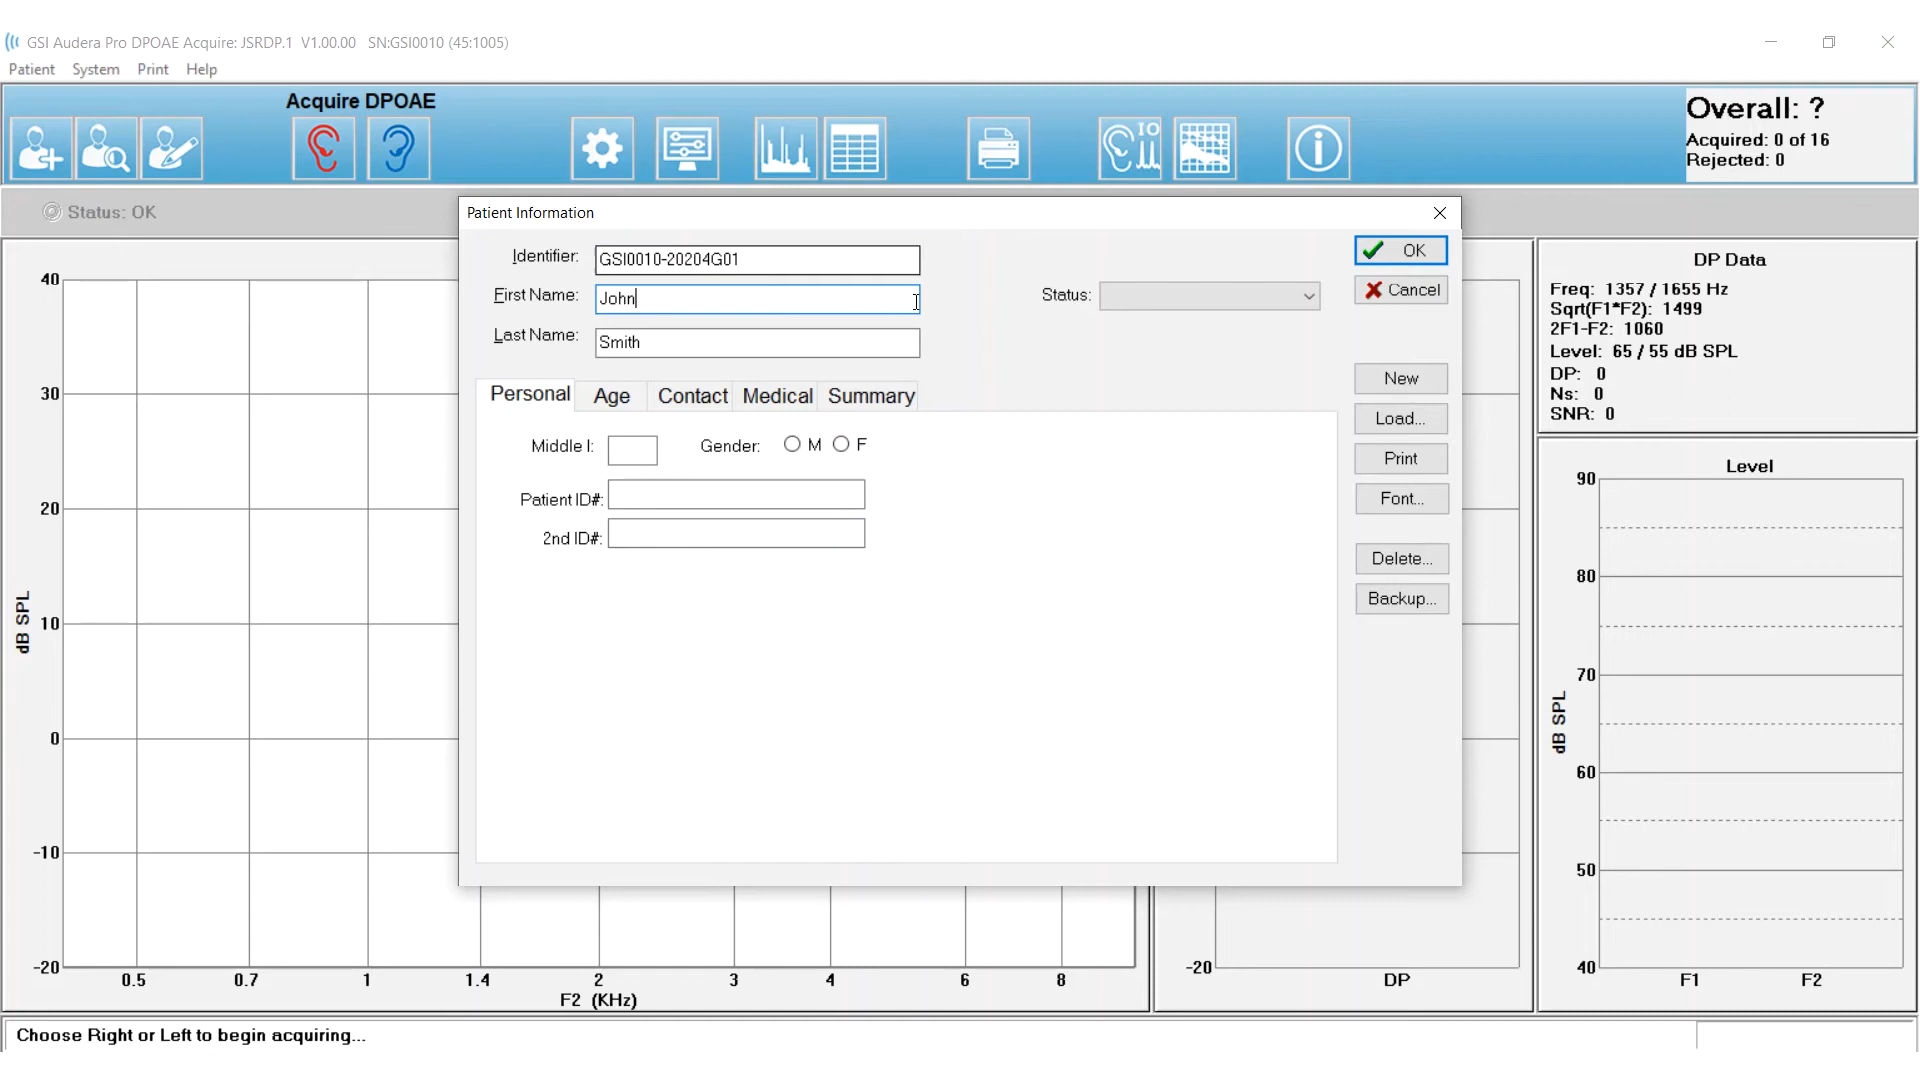 GSI Audera Pro DPOAE Acquire: JSRDP.1 V1.00.00 SN:GSI0010 (45:1005)
Patient System Print Help
Acquire DPOAE
IO
Overall: ?
Acquired: 0 of 16
Rejected: 0
Status: OK
Patient Information
Identifier: GSI0010-20204G01
First Name: John
Last Name: Smith
Status:
OK
Cancel
New
Load...
Print
Font...
Delete...
Backup...
Personal Age Contact Medical Summary
Middle I: Gender: M F
Patient ID#:
2nd ID#:
40
30
20
10
0
-10
-20
dB SPL
0.5 0.7 1 1.4 2 3 4 6 8
F2 (KHz)
-20
DP
DP Data
Freq: 1357 / 1655 Hz
Sqrt(F1*F2): 1499
2F1-F2: 1060
Level: 65 / 55 dB SPL
DP: 0
Ns: 0
SNR: 0
Level
90
80
70
60
50
40
dB SPL
F1 F2
Choose Right or Left to begin acquiring...